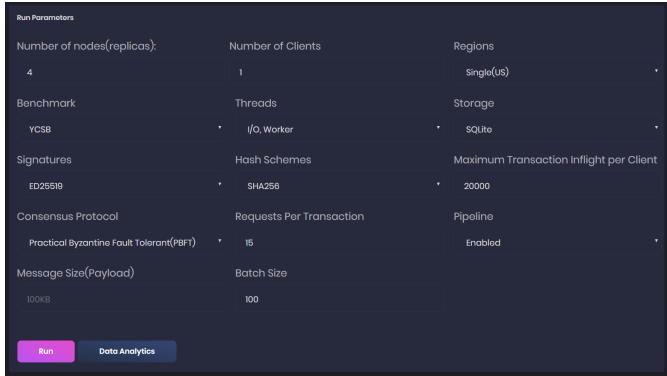 Run Parameters
Number of nodes(replicas): Number of Clients Regions
4 1 Single(US)
Benchmark Threads Storage
YCSB I/O, Worker SQLite
Signatures Hash Schemes Maximum Transaction Inflight per Client
ED25519 SHA256 20000
Consensus Protocol Requests Per Transaction Pipeline
Practical Byzantine Fault Tolerant(PBFT) 15 Enabled
Message Size(Payload) Batch Size
100KB 100
Run Data Analytics